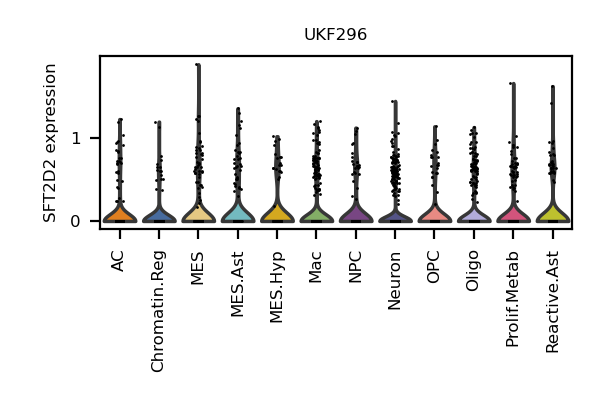 UKF296
SFT2D2 expression
1
0
AC
Chromatin.Reg
MES
MES.Ast
MES.Hyp
Mac
NPC
Neuron
OPC
Oligo
Prolif.Metab
Reactive.Ast